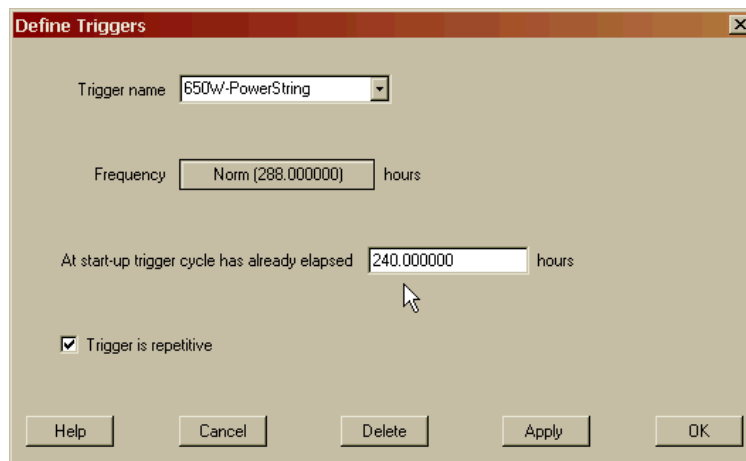 Define Triggers
Trigger name 650W-PowerString
Frequency Norm (288.000000) hours
At start-up trigger cycle has already elapsed 240.000000 hours
Trigger is repetitive
Help Cancel Delete Apply OK